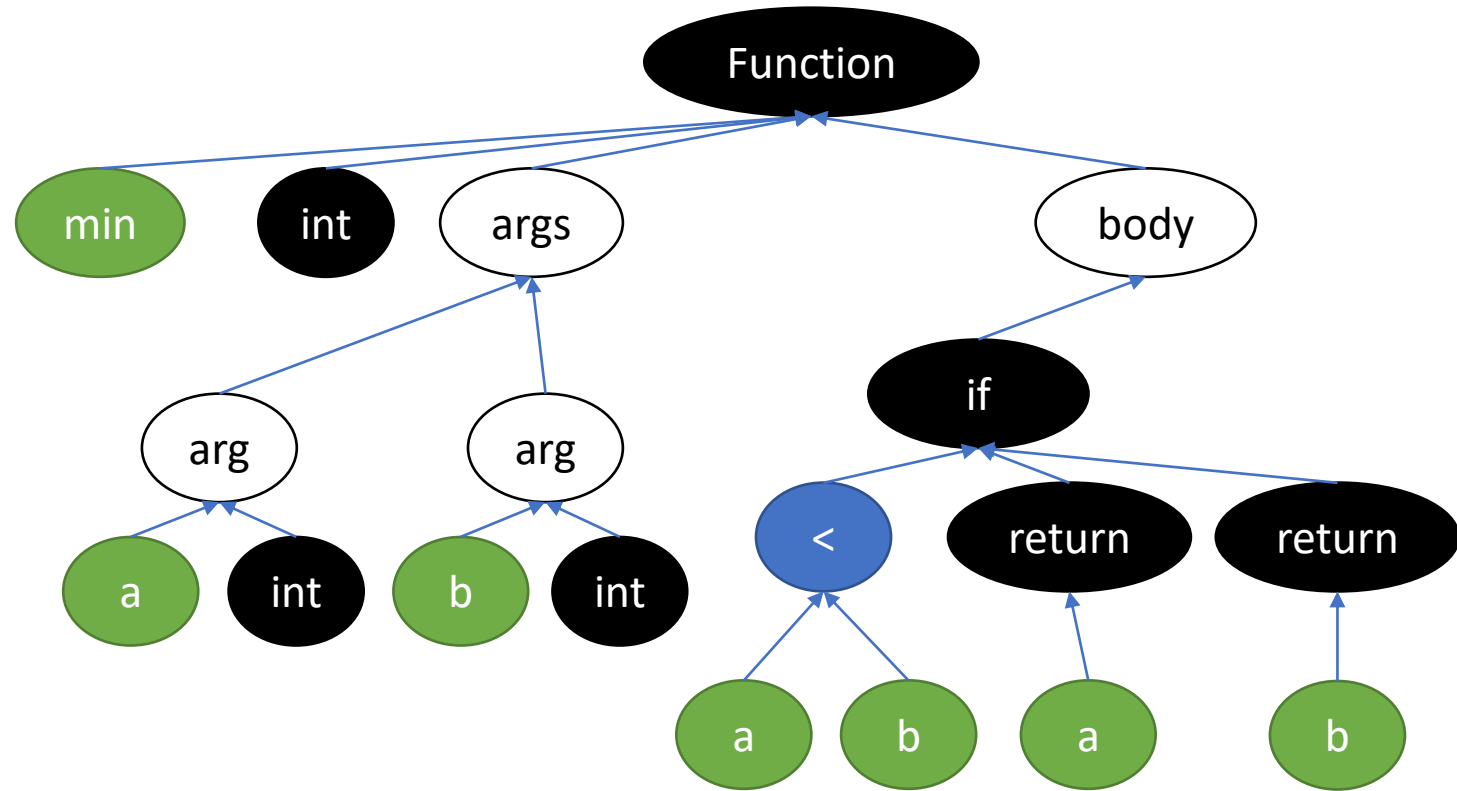 Function
min int args body
if
arg arg
< return return
a int b int
a b a b